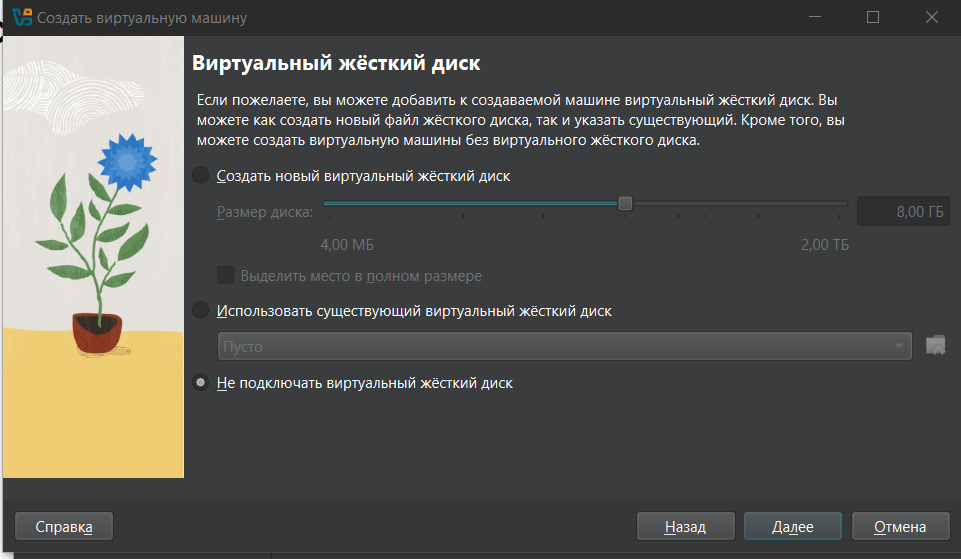 Создать виртуальную машину
Виртуальный жёсткий диск
Если пожелаете, вы можете добавить к создаваемой машине виртуальный жёсткий диск. Вы
можете как создать новый файл жёсткого диска, так и указать существующий. Кроме того, вы
можете создать виртуальную машины без виртуального жёсткого диска.
Создать новый виртуальный жёсткий диск
Размер диска:
8,00 ГБ
4,00 МБ
2,00 ТБ
Выделить место в полном размере
Использовать существующий виртуальный жёсткий диск
Пусто
Не подключать виртуальный жёсткий диск
Справка
Назад
Далее
Отмена